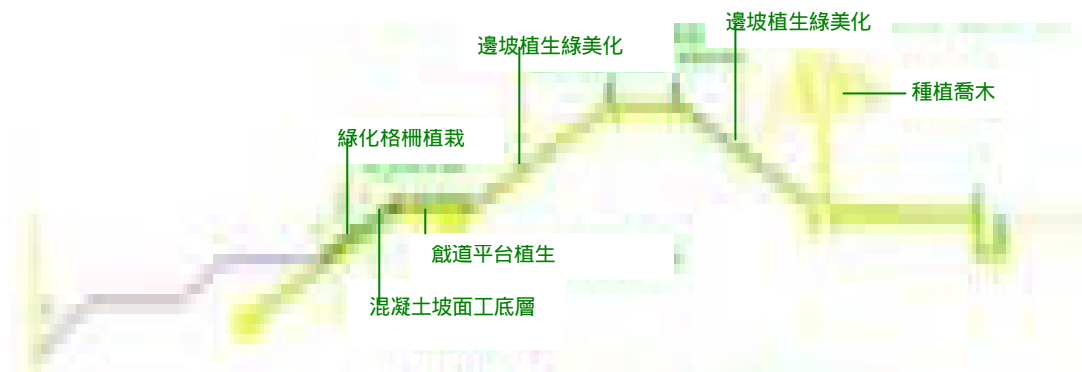 邊坡植生綠美化
邊坡植生綠美化
種植喬木
綠化格柵植栽
戧道平台植生
混凝土坡面工底層